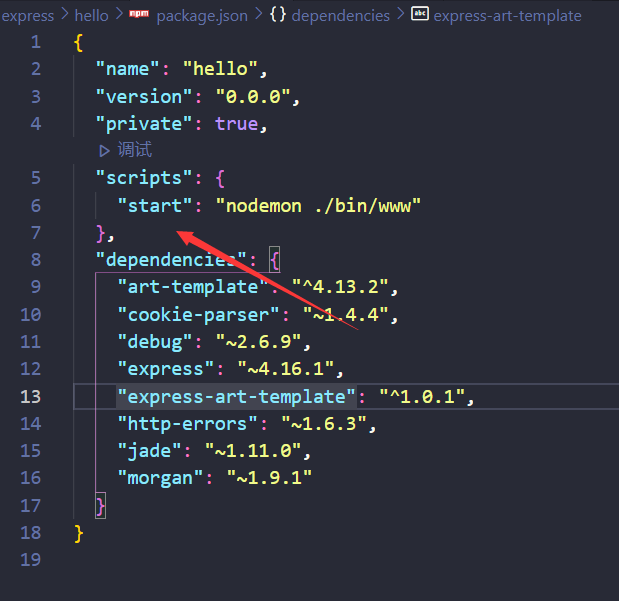 express > hello > npm package.json > {} dependencies > abc express-art-template
1 {
2 "name": "hello",
3 "version": "0.0.0",
4 "private": true,
调试
5 "scripts": {
6 "start": "nodemon ./bin/www"
7 },
8 "dependencies": {
9 "art-template": "^4.13.2",
10 "cookie-parser": "~1.4.4",
11 "debug": "~2.6.9",
12 "express": "~4.16.1",
13 "express-art-template": "^1.0.1",
14 "http-errors": "~1.6.3",
15 "jade": "~1.11.0",
16 "morgan": "~1.9.1"
17 }
18 }
19